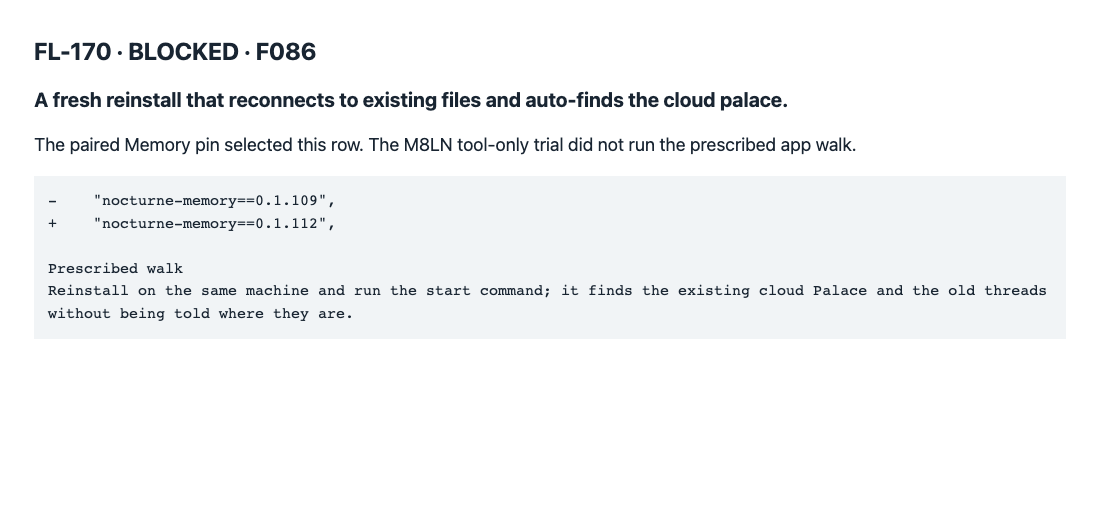 FL-170 · BLOCKED · F086
A fresh reinstall that reconnects to existing files and auto-finds the cloud palace.
The paired Memory pin selected this row. The M8LN tool-only trial did not run the prescribed app walk.
-    "nocturne-memory==0.1.109",
+    "nocturne-memory==0.1.112",
Prescribed walk
Reinstall on the same machine and run the start command; it finds the existing cloud Palace and the old threads
without being told where they are.